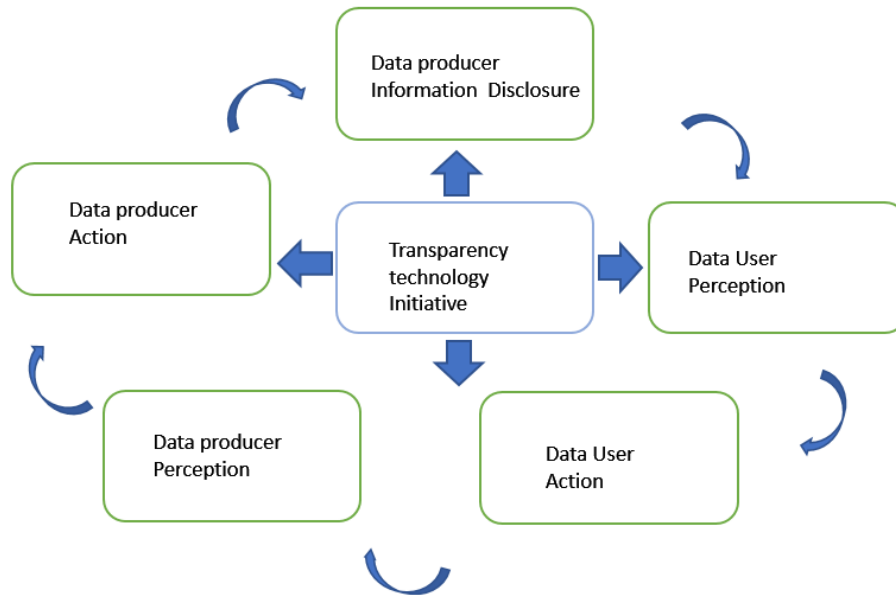 Data producer
Information Disclosure
Data producer
Action
Transparency
technology
Initiative
Data User
Perception
Data producer
Perception
Data User
Action